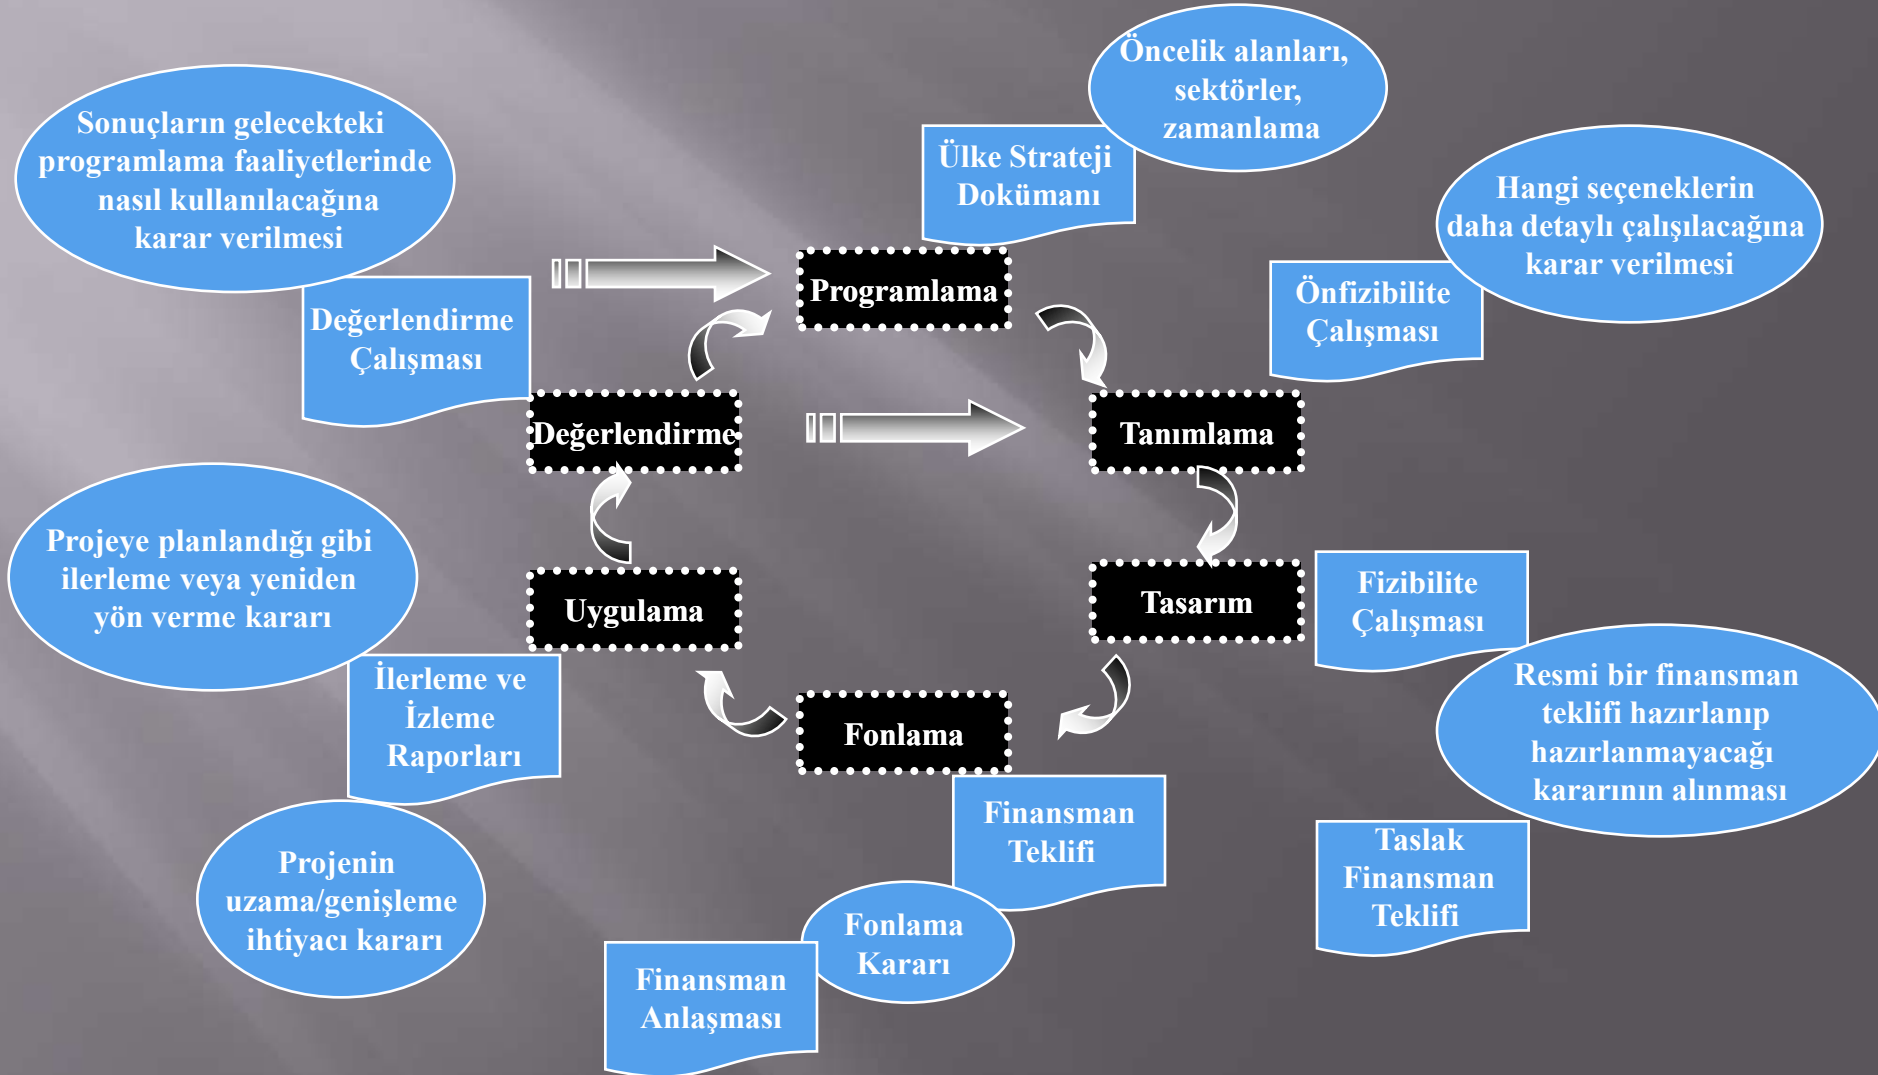 Öncelik alanları,
sektörler,
zamanlama
Ülke Strateji
Dokümanı
Sonuçların gelecekteki
programlama faaliyetlerinde
nasıl kullanılacağına
karar verilmesi
Değerlendirme
Çalışması
Hangi seçeneklerin
daha detaylı çalışılacağına
karar verilmesi
Önfizibilite
Çalışması
Programlama
Değerlendirme
Tanımlama
Projeye planlandığı gibi
ilerleme veya yeniden
yön verme kararı
Uygulama
Tasarım
Fizibilite
Çalışması
İlerleme ve
İzleme
Raporları
Fonlama
Resmi bir finansman
teklifi hazırlanıp
hazırlanmayacağı
kararının alınması
Finansman
Teklifi
Taslak
Finansman
Teklifi
Projenin
uzama/genişleme
ihtiyacı kararı
Fonlama
Kararı
Finansman
Anlaşması